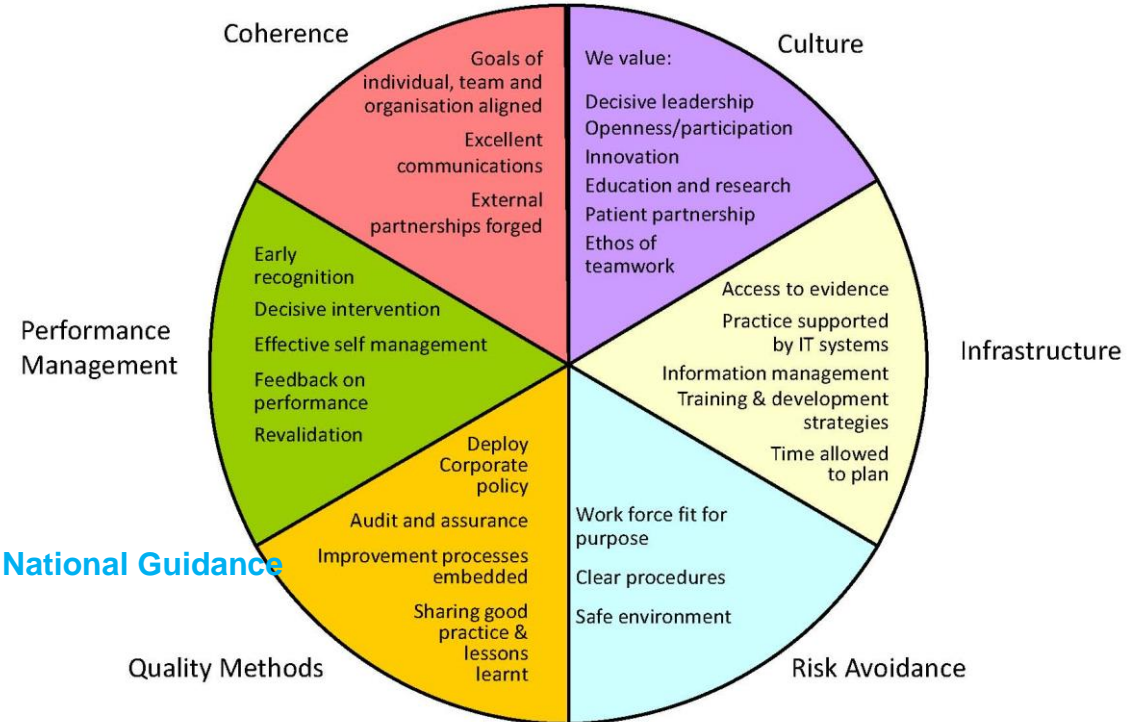 Coherence
Goals of
individual, team and
organisation aligned
Excellent
communications
External
partnerships forged
Culture
We value:
Decisive leadership
Openness/participation
Innovation
Education and research
Patient partnership
Ethos of
teamwork
Infrastructure
Access to evidence
Practice supported
by IT systems
Information management
Training & development
strategies
Time allowed
to plan
Risk Avoidance
Work force fit for
purpose
Clear procedures
Safe environment
Quality Methods
Deploy
Corporate
policy
Audit and assurance
Improvement processes
embedded
Sharing good
practice &
lessons
learnt
National Guidance
Performance
Management
Early
recognition
Decisive intervention
Effective self management
Feedback on
performance
Revalidation